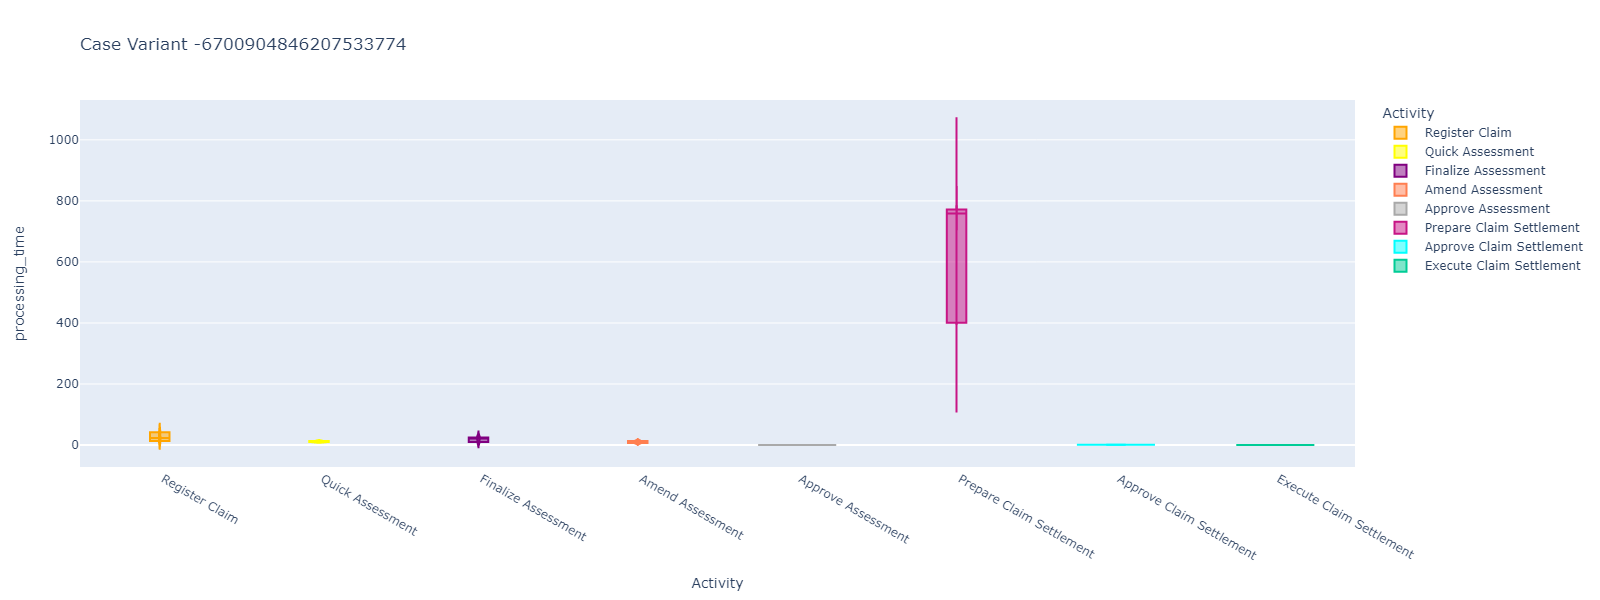 Case Variant -6700904846207533774
Activity
Register Claim
Quick Assessment
Finalize Assessment
Amend Assessment
Approve Assessment
Prepare Claim Settlement
Approve Claim Settlement
Execute Claim Settlement
processing_time
1000
800
600
400
200
0
Register Claim
Quick Assessment
Finalize Assessment
Amend Assessment
Approve Assessment
Prepare Claim Settlement
Approve Claim Settlement
Execute Claim Settlement
Activity